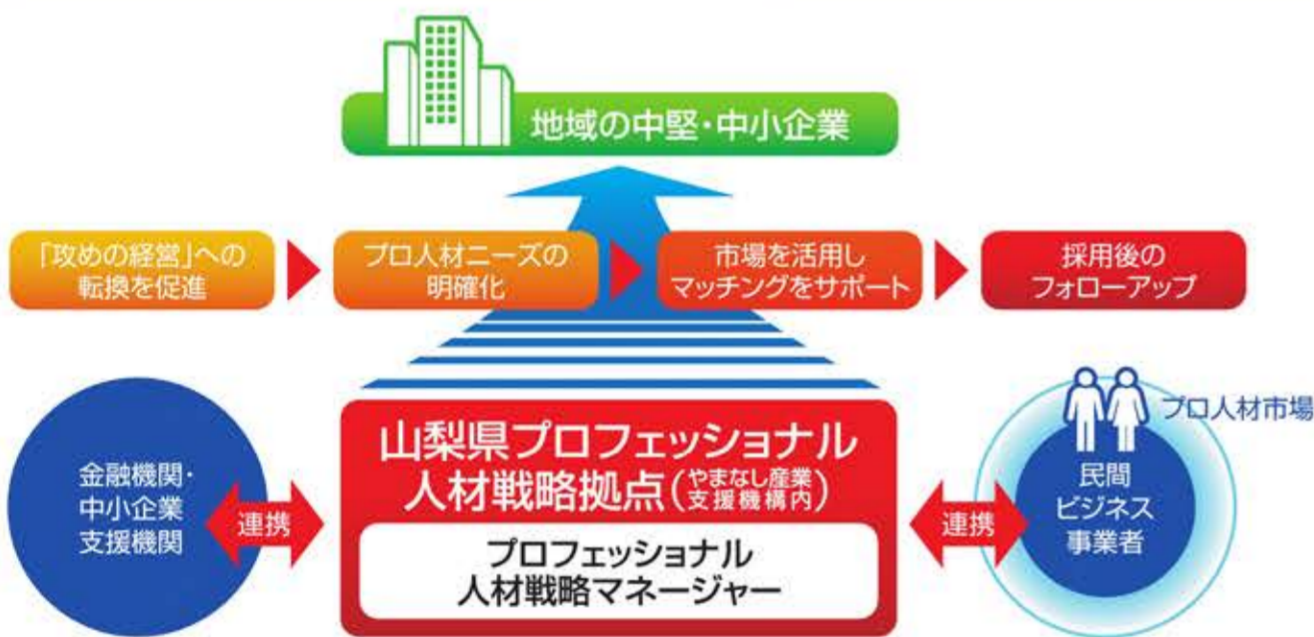 地域の中堅・中小企業
「攻めの経営」への
転換を促進
プロ人材ニーズの
明確化
市場を活用し
マッチングをサポート
採用後の
フォローアップ
金融機関・
中小企業
支援機関
連携
山梨県プロフェッショナル
人材戦略拠点(やまなし産業支援機構内)
プロフェッショナル
人材戦略マネージャー
連携
プロ人材市場
民間
ビジネス
事業者